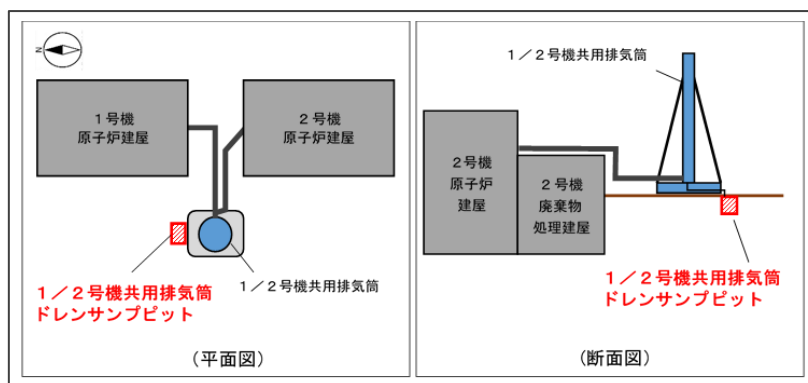 N
1号機
原子炉建屋
2号機
原子炉建屋
1/2号機共用排気筒
ドレンサンプピット
1/2号機共用排気筒
(平面図)
1/2号機共用排気筒
2号機
原子炉
建屋
2号機
廃棄物
処理建屋
1/2号機共用排気筒
ドレンサンプピット
(断面図)